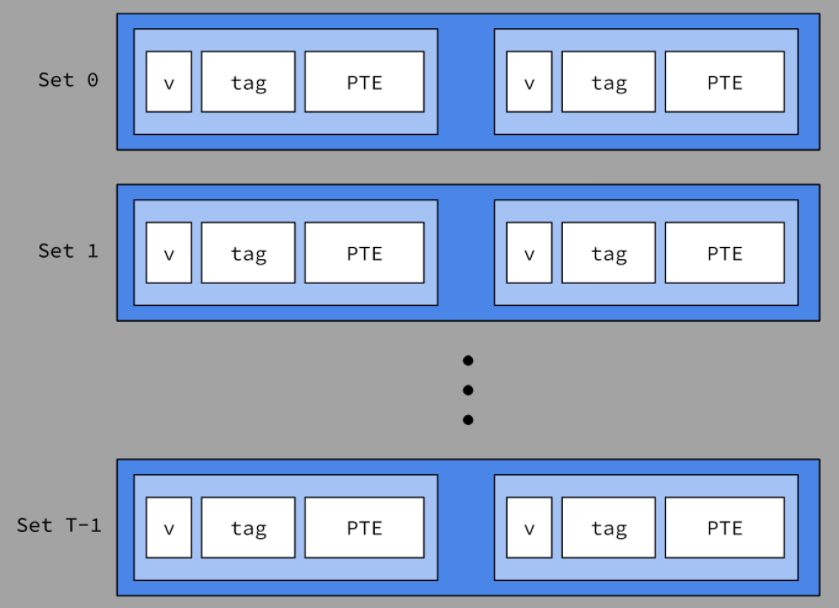 Set 0 v tag PTE v tag PTE
Set 1 v tag PTE v tag PTE
Set T-1 v tag PTE v tag PTE